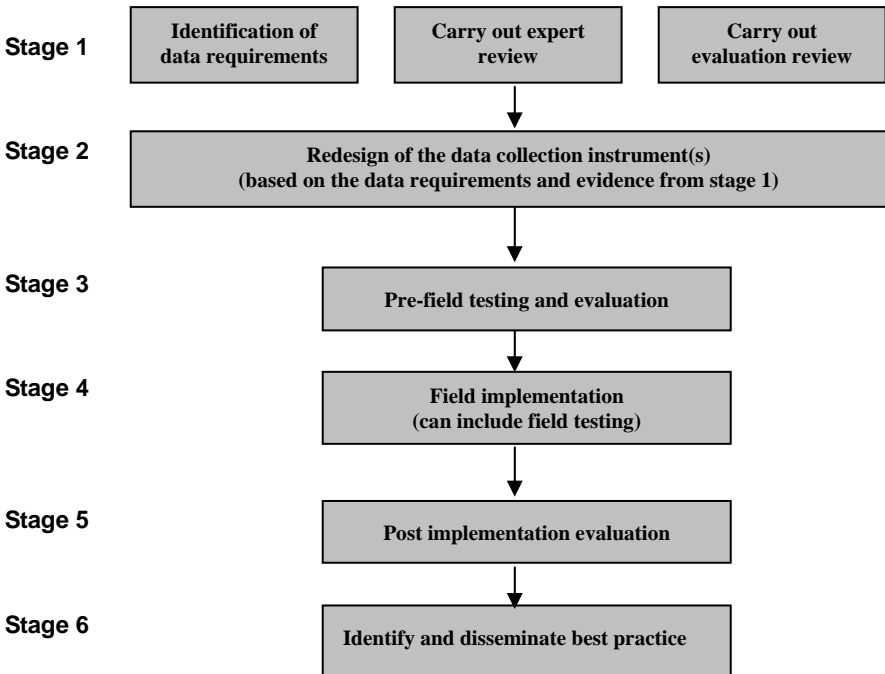 Stage 1
Identification of
data requirements
Carry out expert
review
Carry out
evaluation review
Stage 2
Redesign of the data collection instrument(s)
(based on the data requirements and evidence from stage 1)
Stage 3
Pre-field testing and evaluation
Stage 4
Field implementation
(can include field testing)
Stage 5
Post implementation evaluation
Stage 6
Identify and disseminate best practice